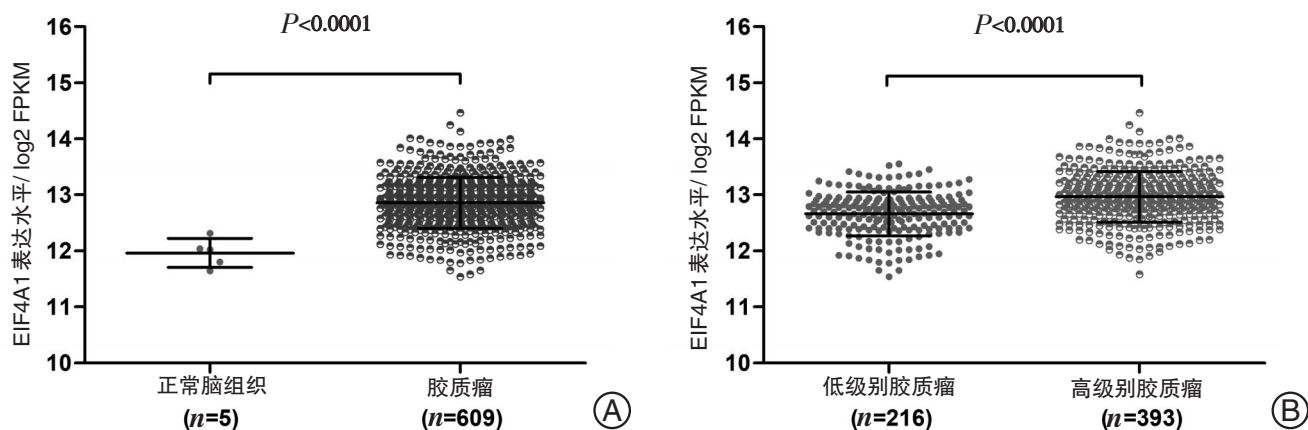 P<0.0001
EIF4A1 表达水平/ log2 FPKM
16
15
14
13
12
11
10
正常脑组织
(n=5)
胶质瘤
(n=609)
A
P<0.0001
EIF4A1 表达水平/ log2 FPKM
16
15
14
13
12
11
10
低级别胶质瘤
(n=216)
高级别胶质瘤
(n=393)
B